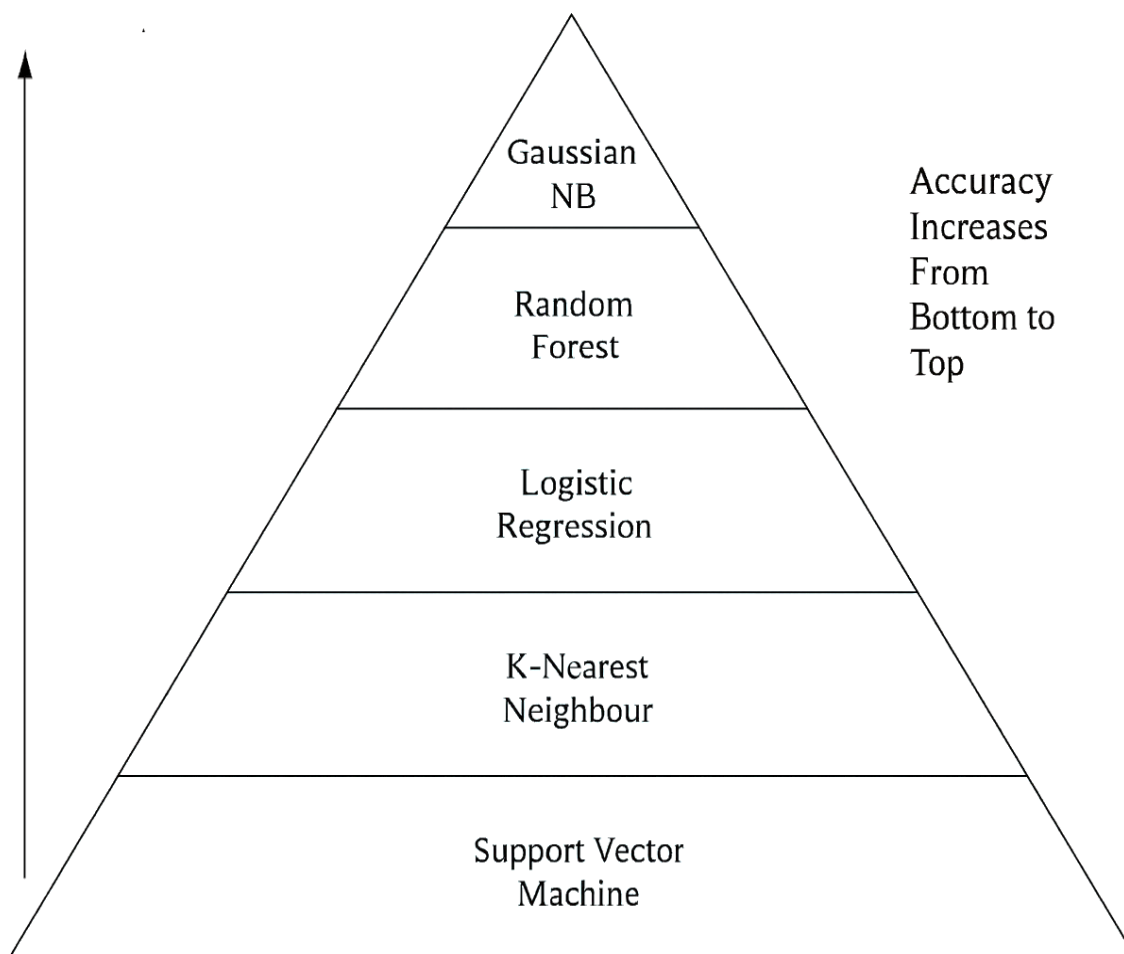 Gaussian
NB
Random
Forest
Logistic
Regression
K-Nearest
Neighbour
Support Vector
Machine
Accuracy
Increases
From
Bottom to
Top